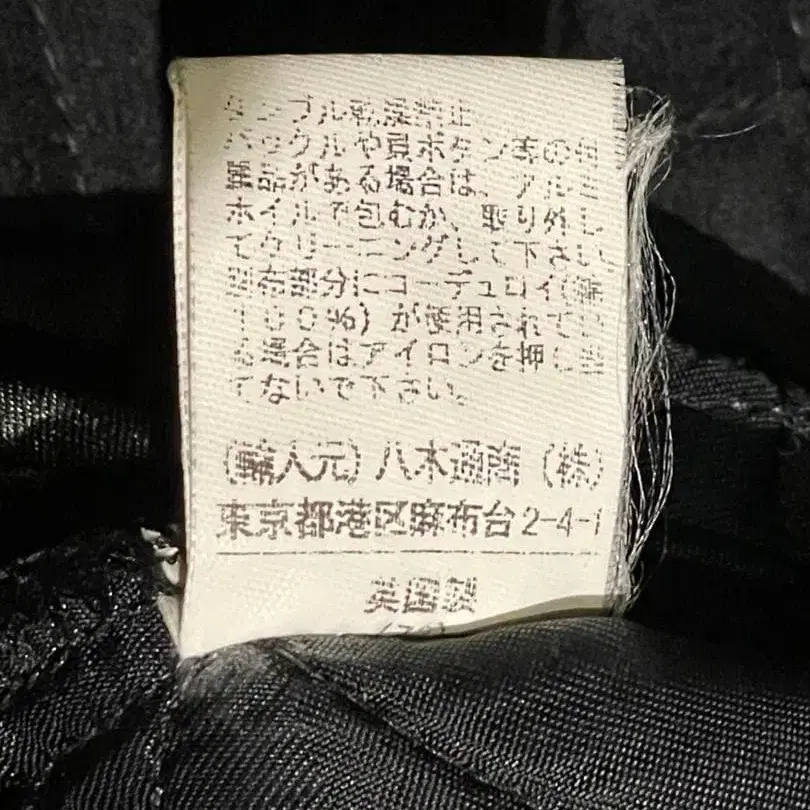 タンブル乾燥禁止
バックルや貝ボタン等の付
属品がある場合は、アルミ
ホイルで包むか、取り外し
てクリーニングして下さい
別布部分にコーデュロイ(綿
100%)が使用されてい
る場合はアイロンを押し
てないで下さい。
(輸入元)八木通商(株)
東京都港区麻布台2-4-1
英国製